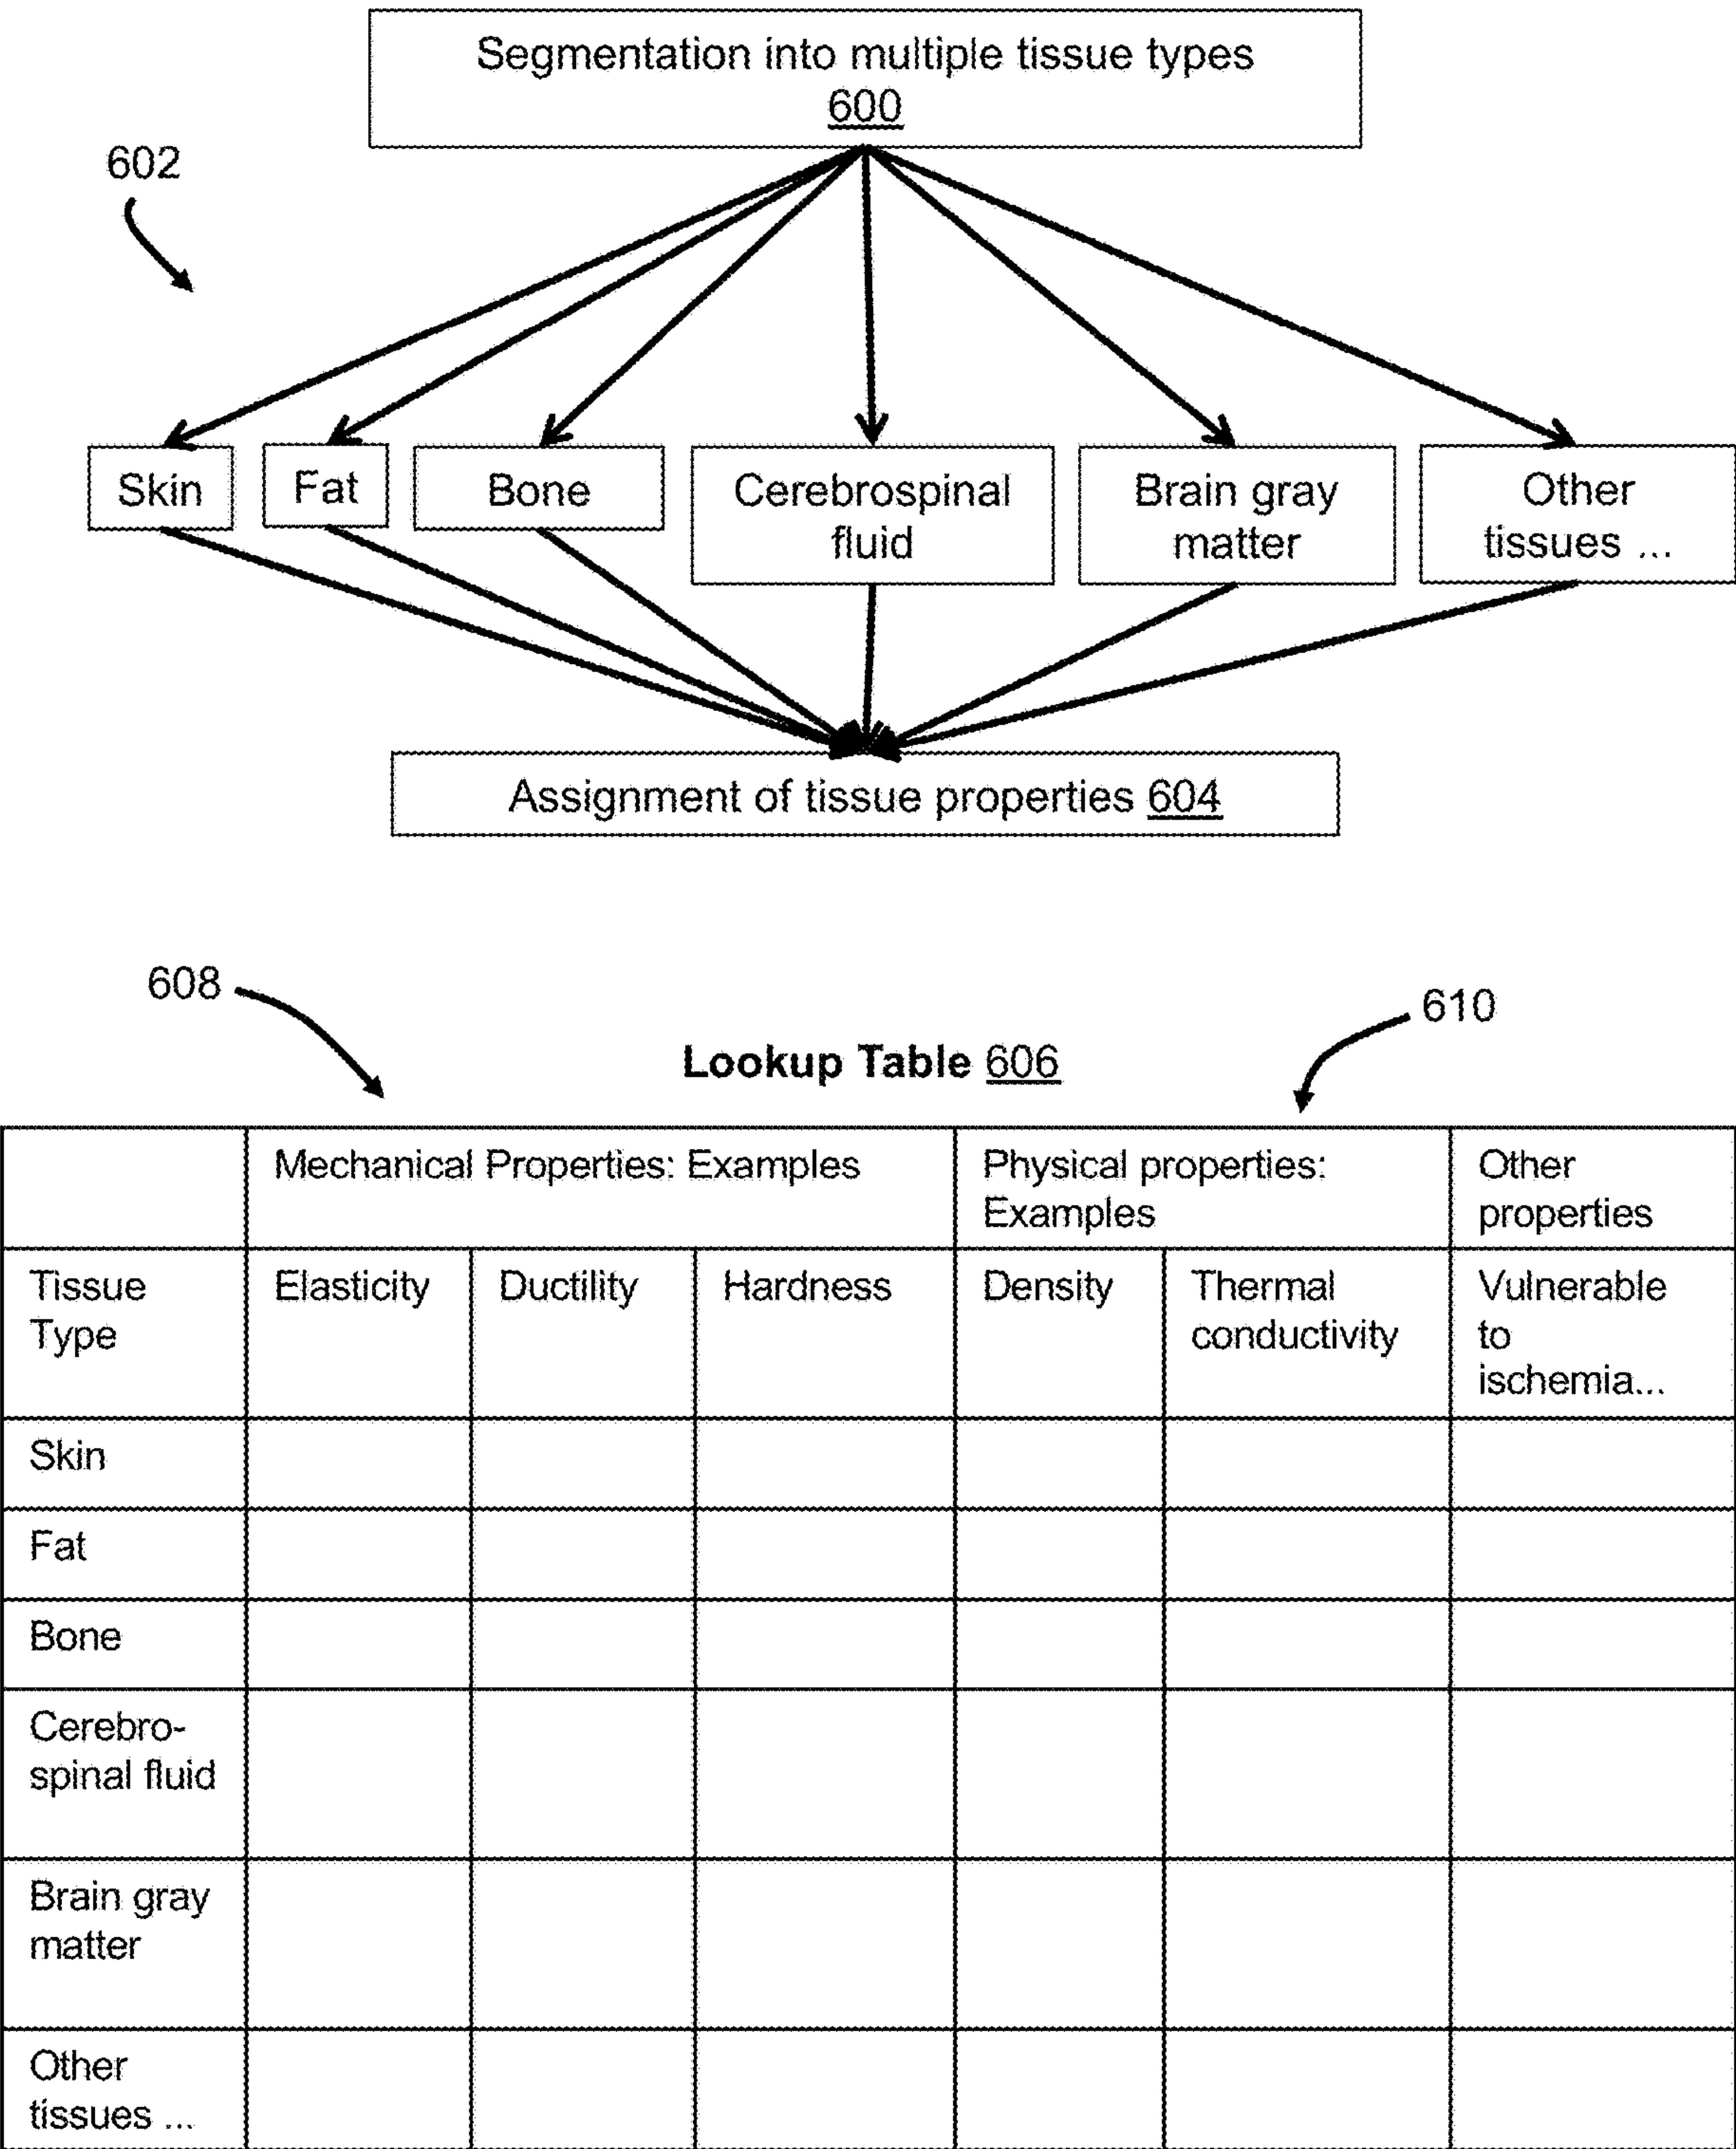 Segmentation into multiple tissue types
600
602
Skin
Fat
Bone
Cerebrospinal
fluid
Brain gray
matter
Other
tissues ...
Assignment of tissue properties 604
608
610
Lookup Table 606
Mechanical Properties: Examples
Physical properties:
Examples
Other
properties
Tissue
Type
Elasticity
Ductility
Hardness
Density
Thermal
conductivity
Vulnerable
to
ischemia...
Skin
Fat
Bone
Cerebro-
spinal fluid
Brain gray
matter
Other
tissues ...